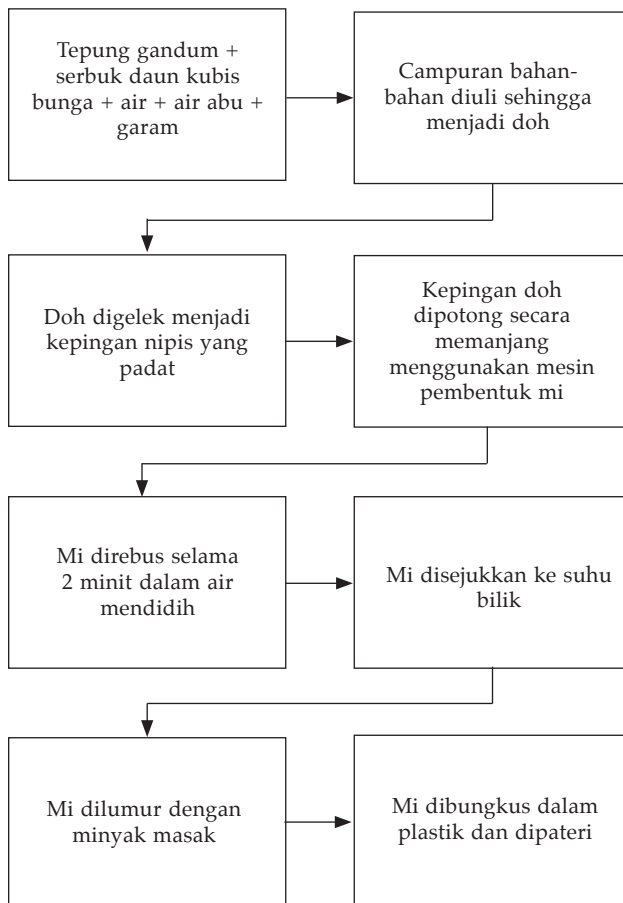 Tepung gandum +
serbuk daun kubis
bunga + air + air abu +
garam
Campuran bahan-
bahan diuli sehingga
menjadi doh
Doh digelek menjadi
kepingan nipis yang
padat
Kepingan doh
dipotong secara
memanjang
menggunakan mesin
pembentuk mi
Mi direbus selama
2 minit dalam air
mendidih
Mi disejukkan ke suhu
bilik
Mi dilumur dengan
minyak masak
Mi dibungkus dalam
plastik dan dipateri